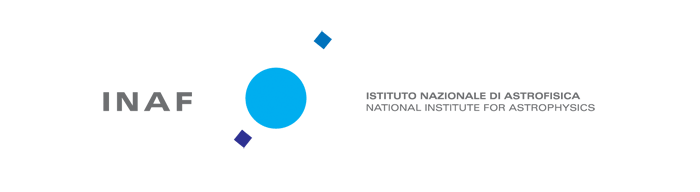 INAF
ISTITUTO NAZIONALE DI ASTROFISICA
NATIONAL INSTITUTE FOR ASTROPHYSICS